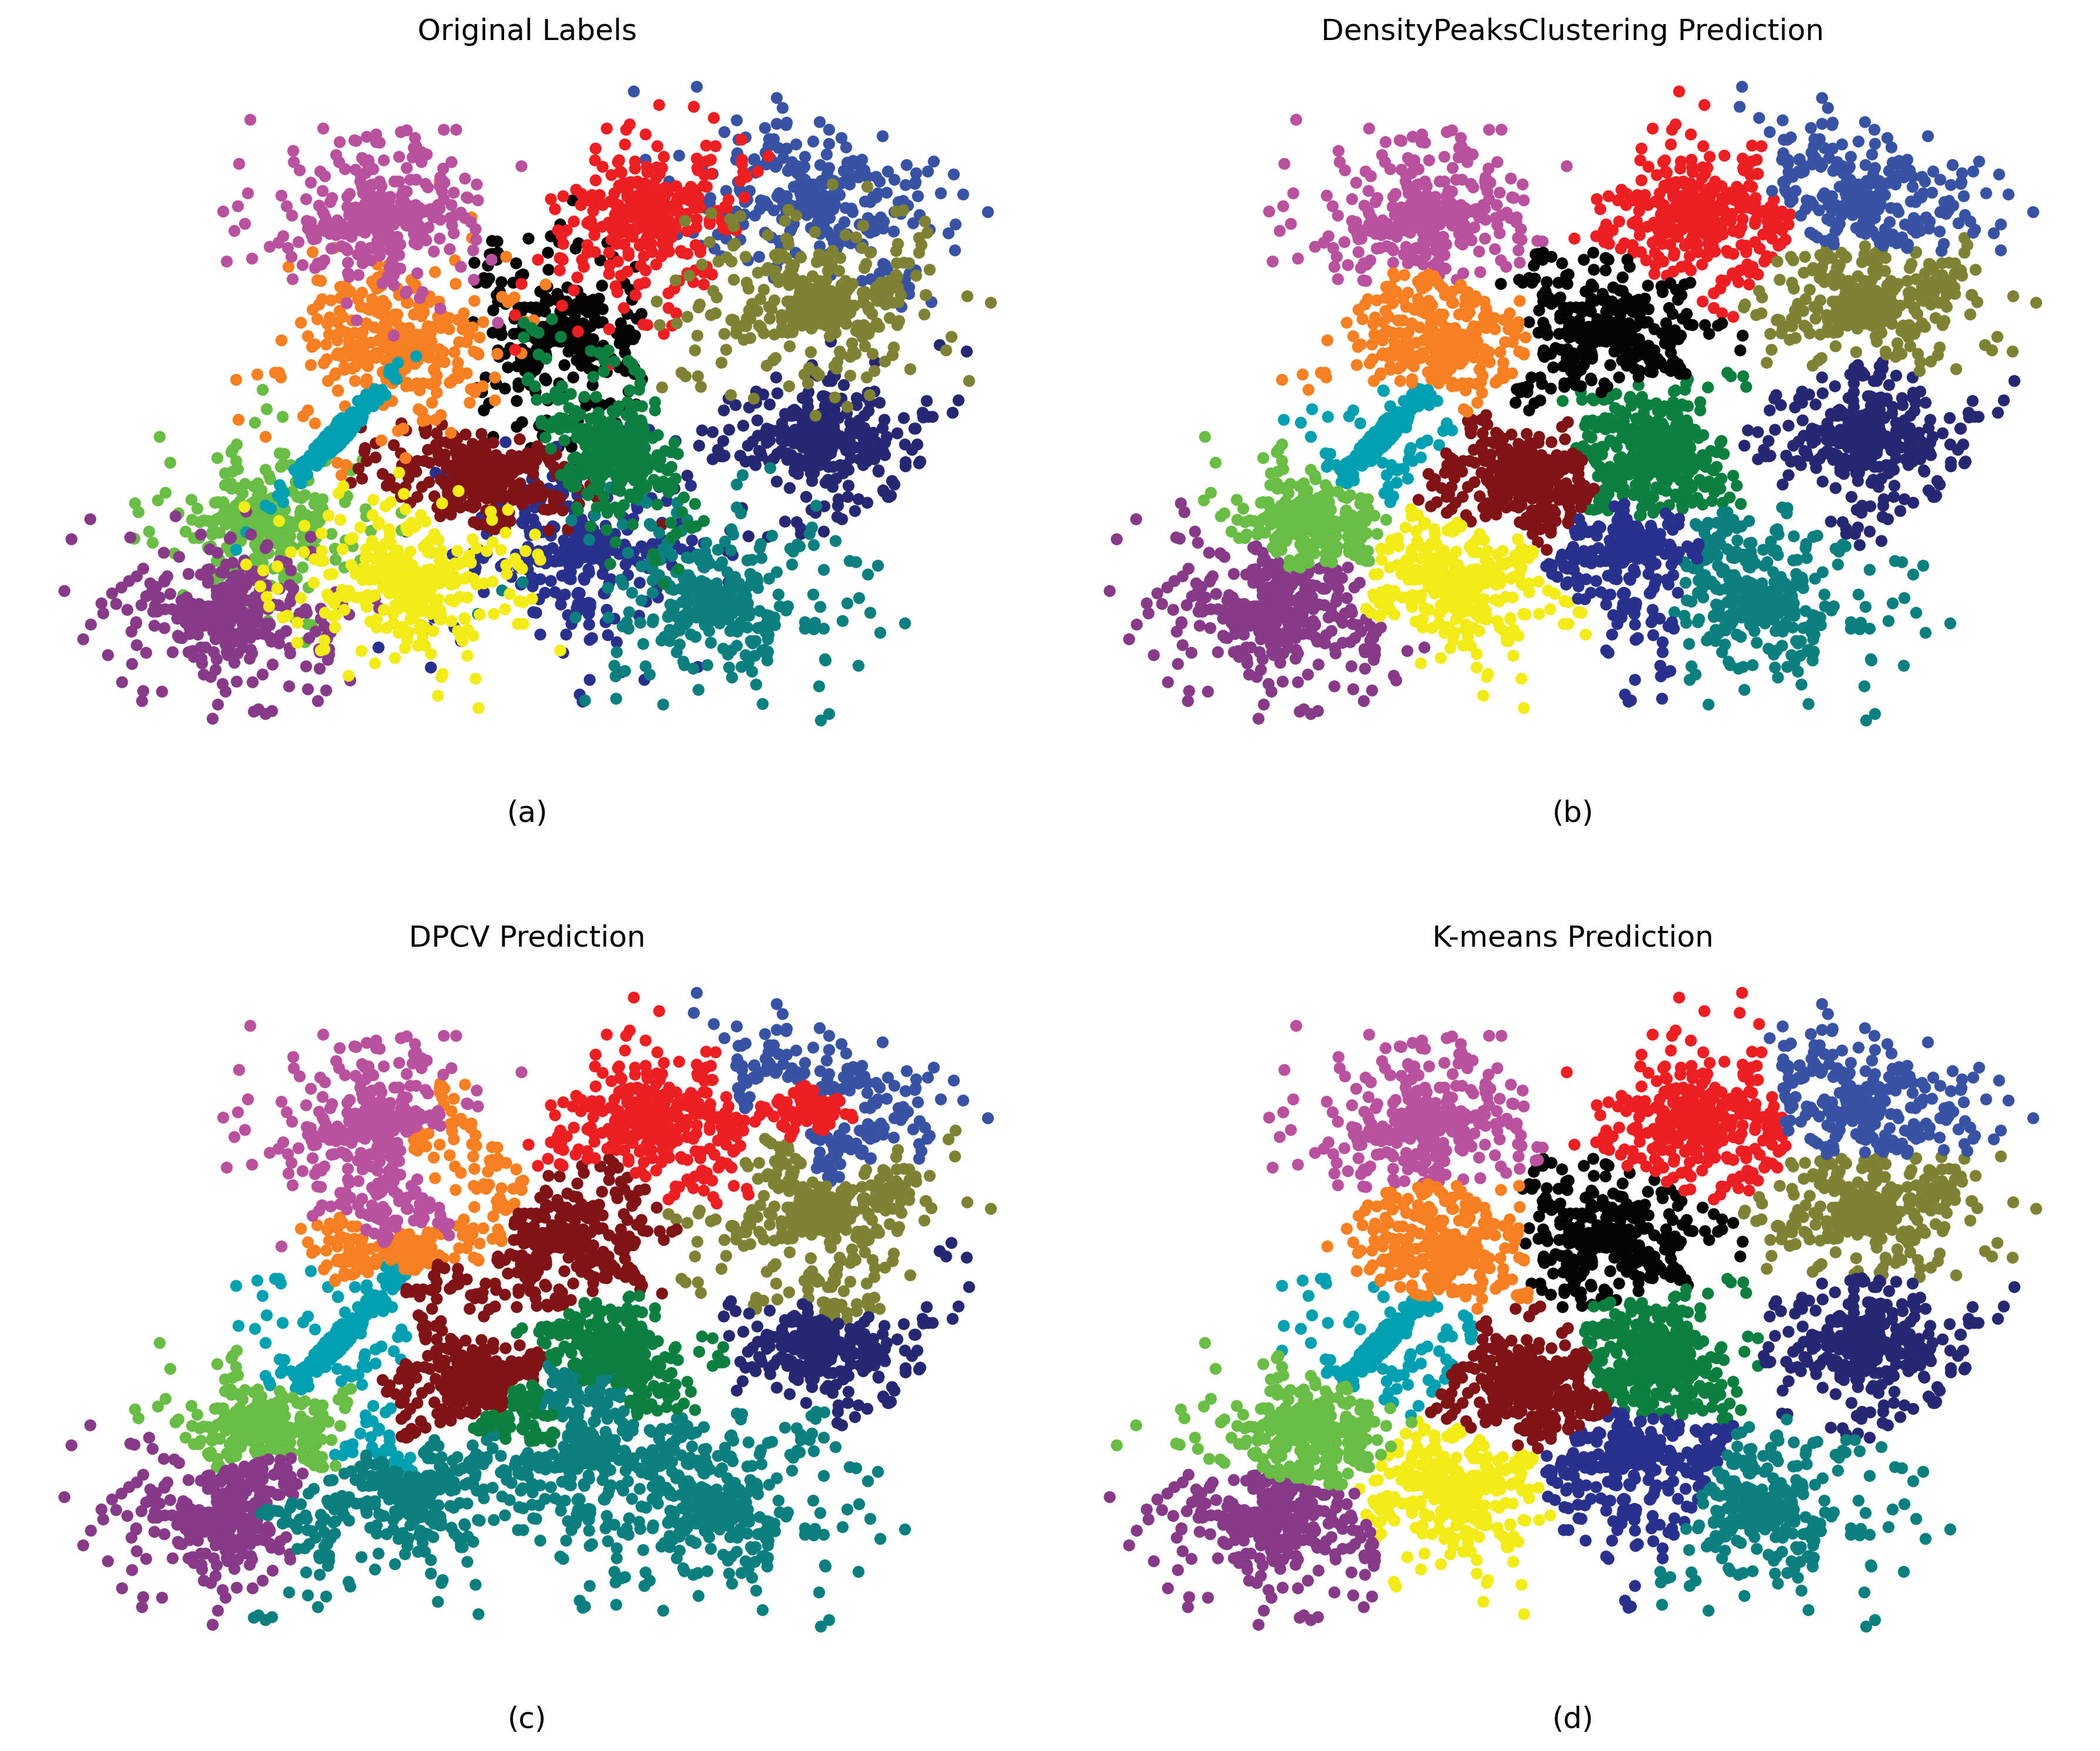 Original Labels
DensityPeaksClustering Prediction
(a)
(b)
DPCV Prediction
K-means Prediction
(c)
(d)